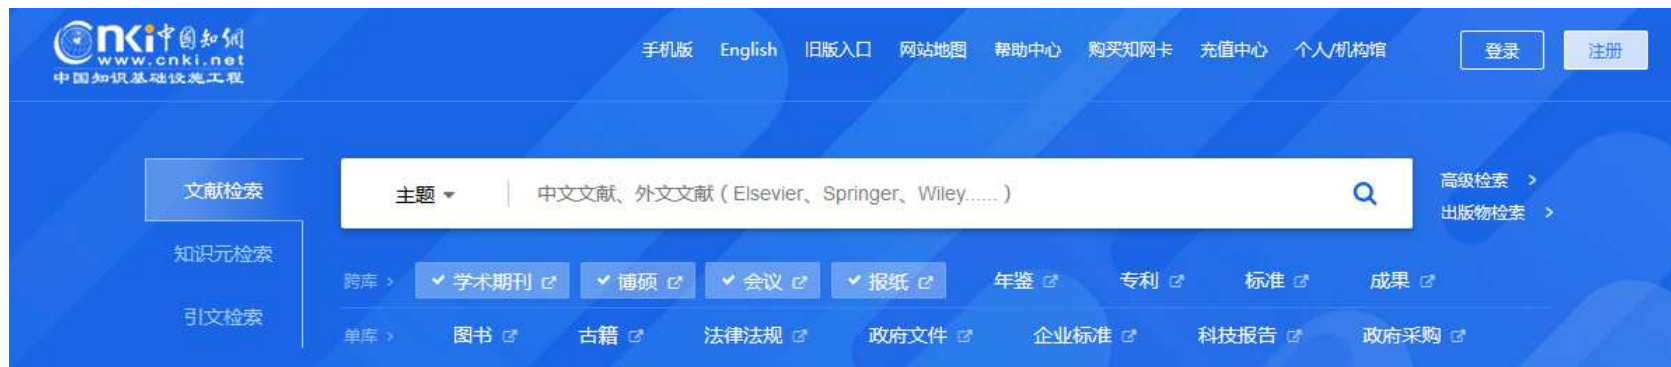 cnki中国知网
www.cnki.net
中国知识基础设施工程
手机版 English 旧版入口 网站地图 帮助中心 购买知网卡 充值中心 个人/机构馆 登录 注册
文献检索
知识元检索
引文检索
主题 中文文献、外文文献（Elsevier、Springer、Wiley......）
高级检索 >
出版物检索 >
跨库 > 学术期刊 博硕 会议 报纸 年鉴 专利 标准 成果
单库 > 图书 古籍 法律法规 政府文件 企业标准 科技报告 政府采购